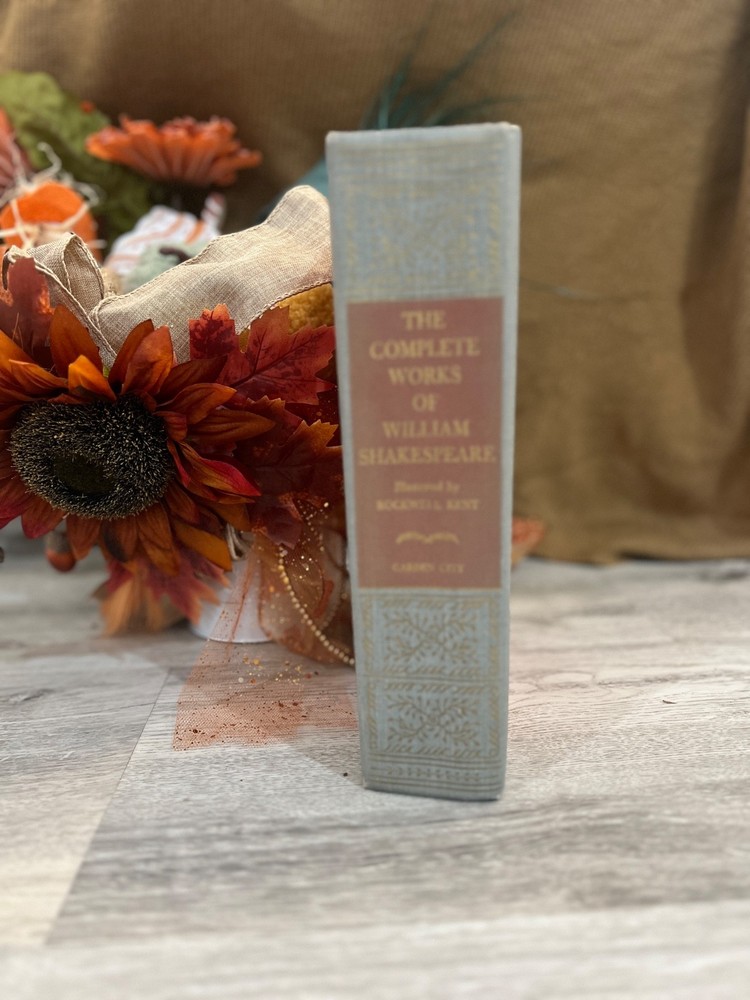 THE
COMPLETE
WORKS
OF
WILLIAM
SHAKESPEARE
Illustrated by
ROCKWELL KENT
GARDEN CITY